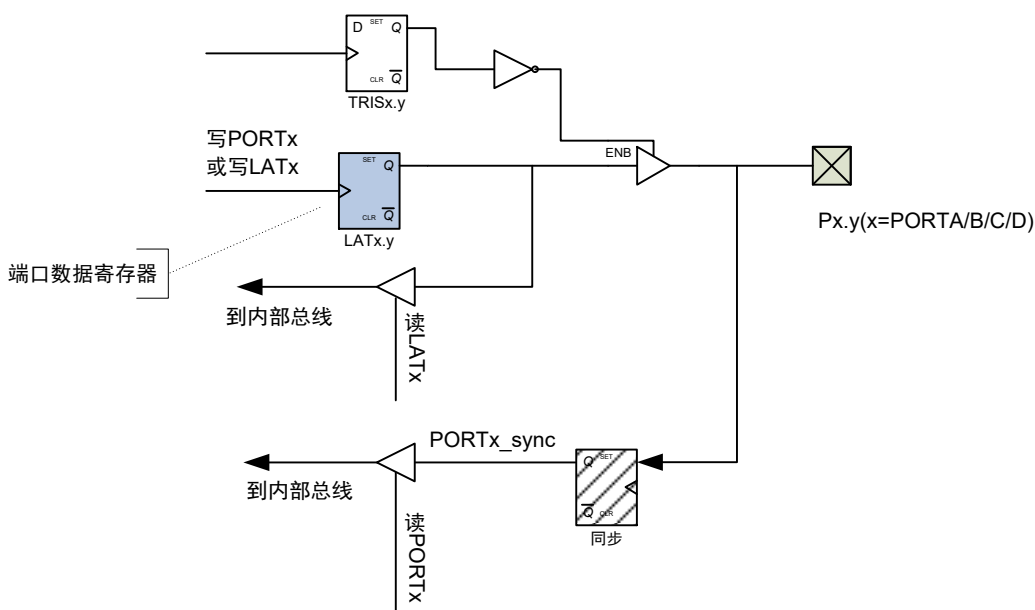 D SET Q
CLR Q
TRISx.y
写PORTx
或写LATx
SET Q
CLR Q
LATx.y
ENB
Px.y(x=PORTA/B/C/D)
端口数据寄存器
到内部总线
读LATx
PORTx_sync
Q SET
Q CLR
同步
到内部总线
读PORTx